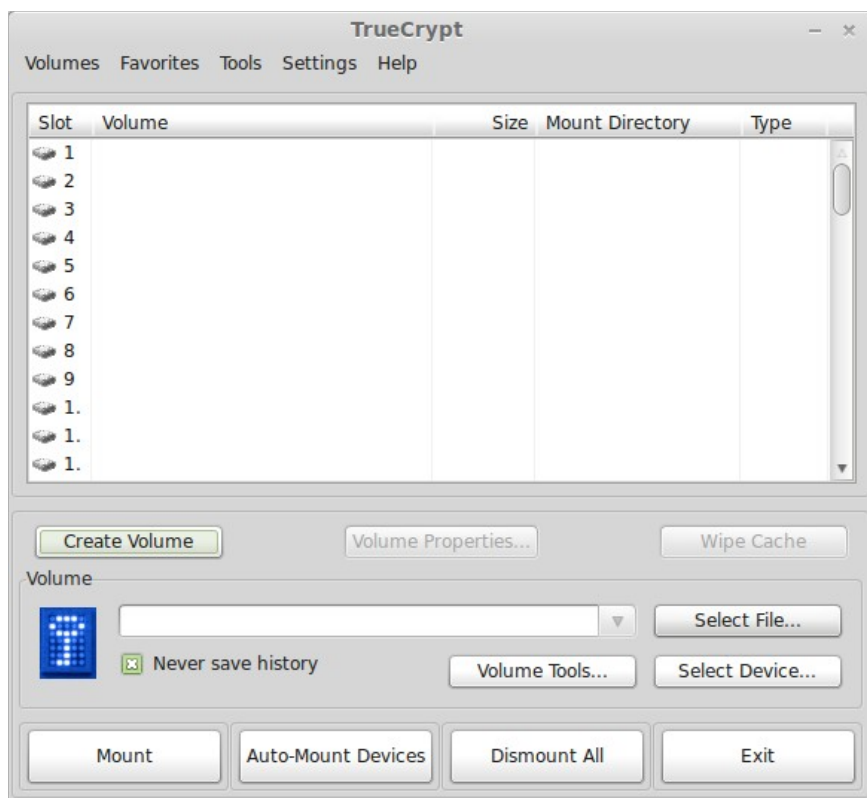 TrueCrypt
Volumes Favorites Tools Settings Help
Slot Volume Size Mount Directory Type
1
2
3
4
5
6
7
8
9
1.
1.
1.
Create Volume Volume Properties... Wipe Cache
Volume
Select File...
Never save history Volume Tools... Select Device...
Mount Auto-Mount Devices Dismount All Exit